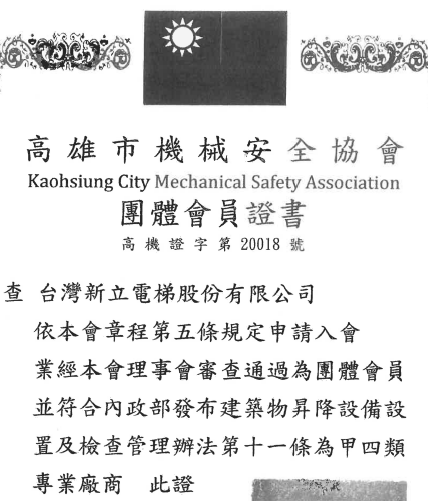 高雄市機械安全協會
Kaohsiung City Mechanical Safety Association
團體會員證書
高機證字第 20018 號
查 台灣新立電梯股份有限公司
依本會章程第五條規定申請入會
業經本會理事會審查通過為團體會員
並符合內政部發布建築物昇降設備設
置及檢查管理辦法第十一條為甲四類
專業廠商 此證